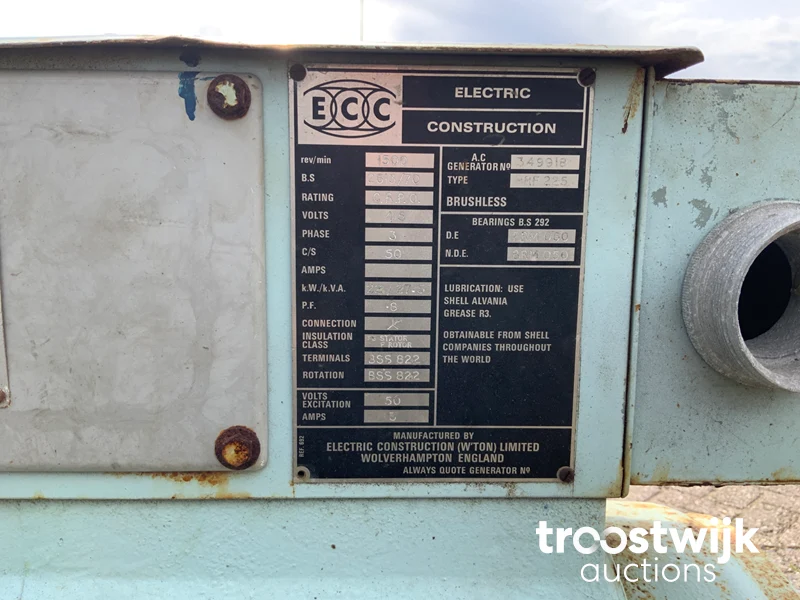 ECC
ELECTRIC
CONSTRUCTION
rev/min 1500
B.S
RATING
VOLTS
PHASE 3
C/S 50
AMPS
k.W./k.V.A.
P.F. .8
CONNECTION
INSULATION CLASS STATOR ROTOR
TERMINALS BSS 822
ROTATION BSS 822
VOLTS EXCITATION 50
AMPS 5
A.C GENERATOR Nº 349918
TYPE
BRUSHLESS
BEARINGS B.S 292
D.E
N.D.E.
LUBRICATION: USE
SHELL ALVANIA
GREASE R3.
OBTAINABLE FROM SHELL
COMPANIES THROUGHOUT
THE WORLD
REF. 692
MANUFACTURED BY
ELECTRIC CONSTRUCTION (W'TON) LIMITED
WOLVERHAMPTON ENGLAND
ALWAYS QUOTE GENERATOR Nº
troostwijk
auctions